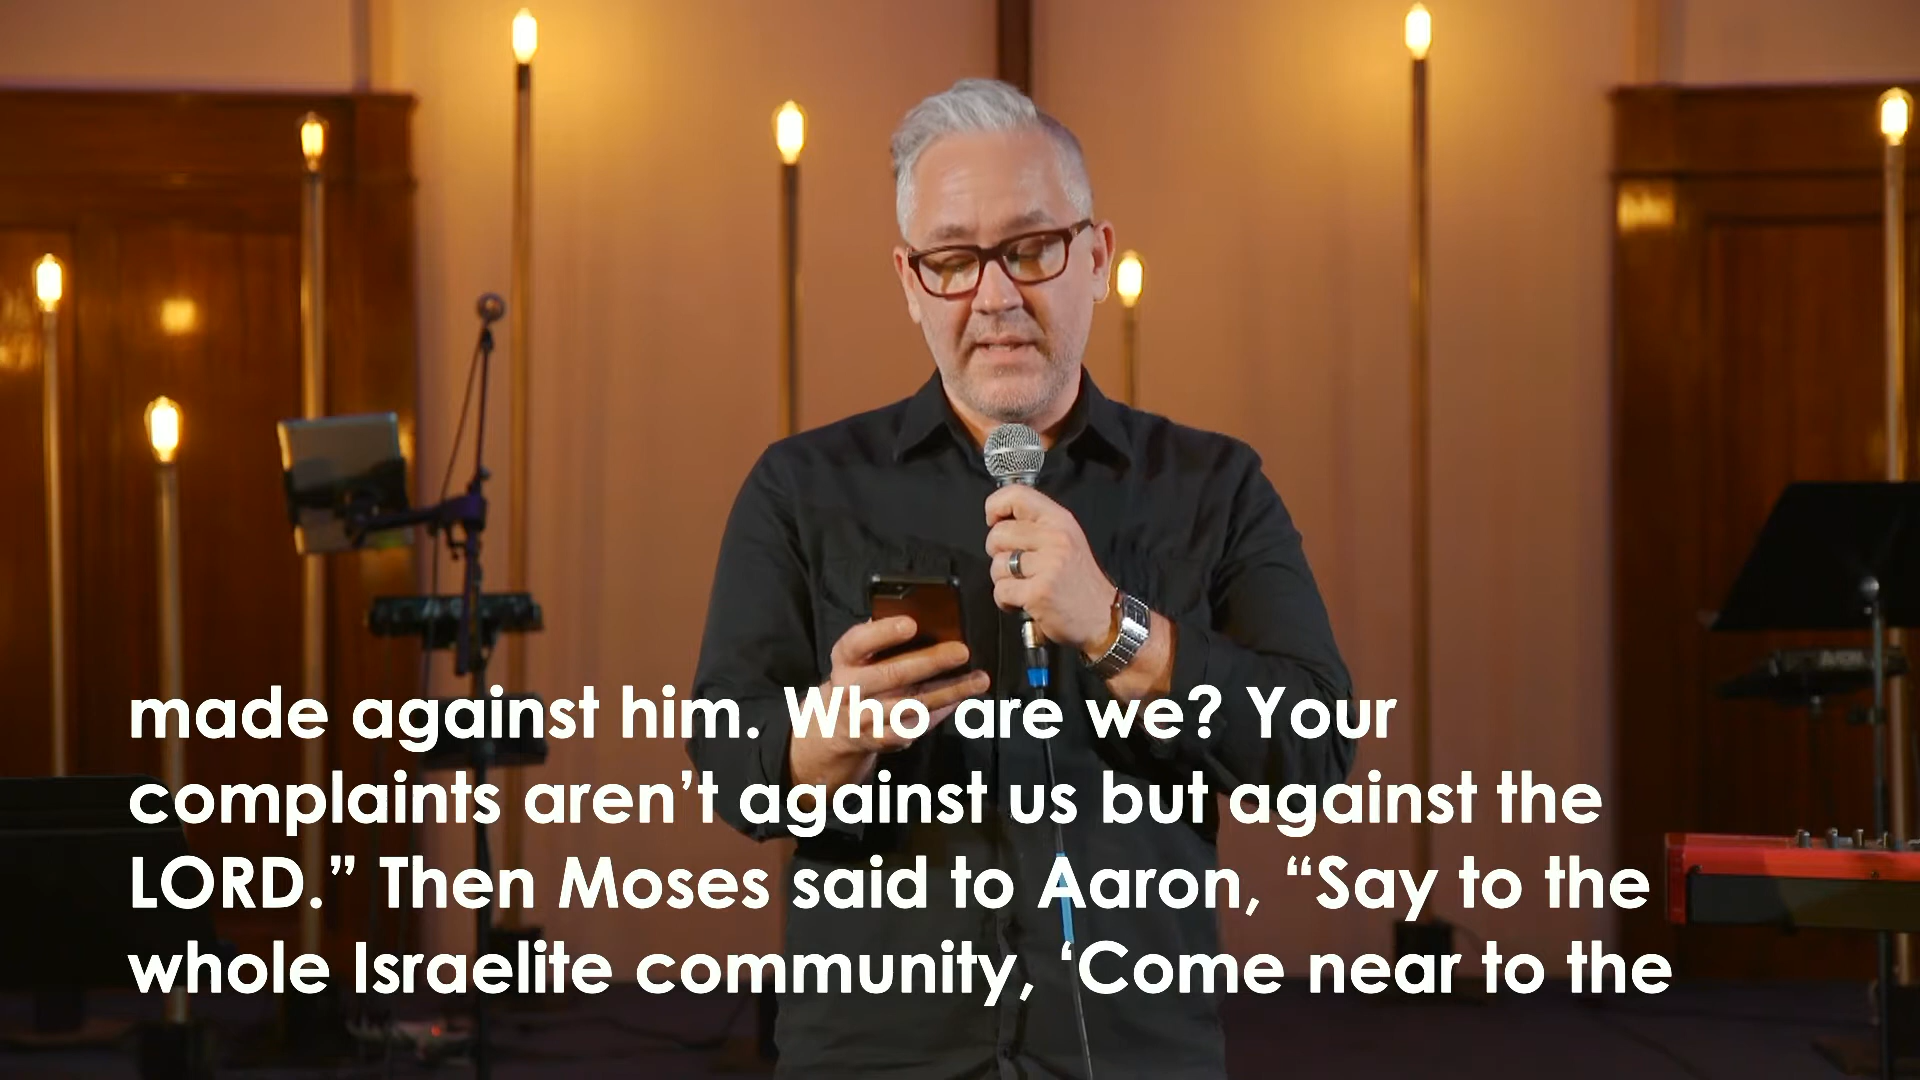 made against him. Who are we? Your
complaints aren’t against us but against the
LORD.” Then Moses said to Aaron, “Say to the
whole Israelite community, ‘Come near to the